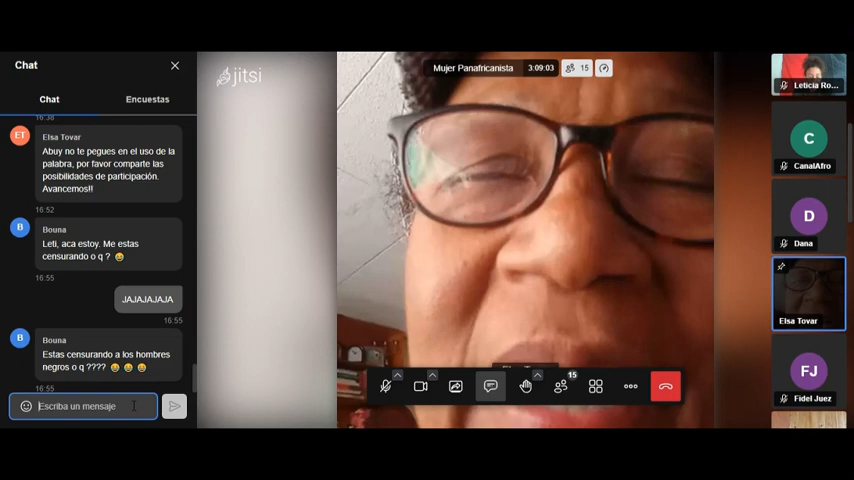 Chat
Chat
Encuestas
16:38
ET
Elsa Tovar
Abuy no te pegues en el uso de la
palabra, por favor comparte las
posibilidades de participación.
Avancemos!!
16:52
B
Bouna
Leti, aca estoy. Me estas
censurando o q ? 😄
16:55
JAJAJAJAJA
16:55
B
Bouna
Estas censurando a los hombres
negros o q ???? 😄 😄 😄
16:55
Escriba un mensaje
jitsi
Mujer Panafricanista
3:09:03
15
15
Leticia Ro...
C
CanalAfro
D
Dana
Elsa Tovar
FJ
Fidel Juez